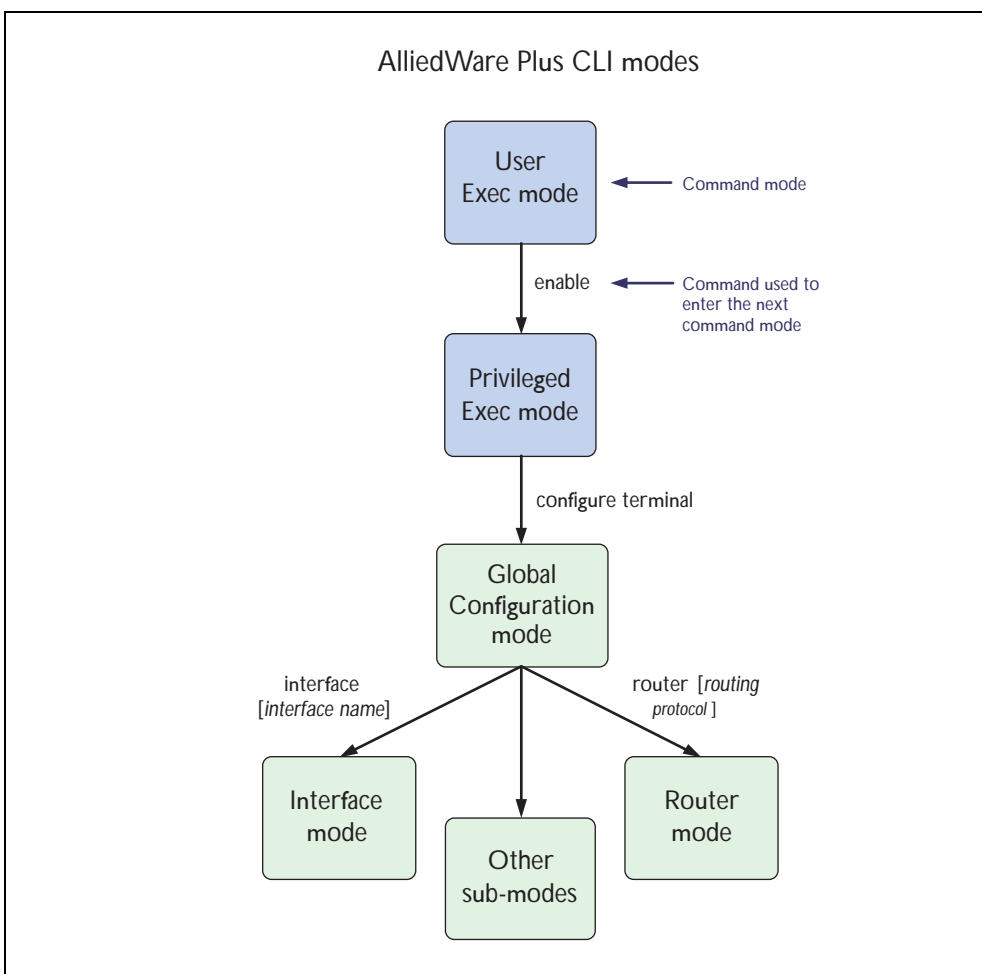 AlliedWare Plus CLI modes
User
Exec mode
Command mode
enable
Command used to
enter the next
command mode
Privileged
Exec mode
configure terminal
Global
Configuration
mode
interface
[interface name]
router [routing
protocol ]
Interface
mode
Other
sub-modes
Router
mode